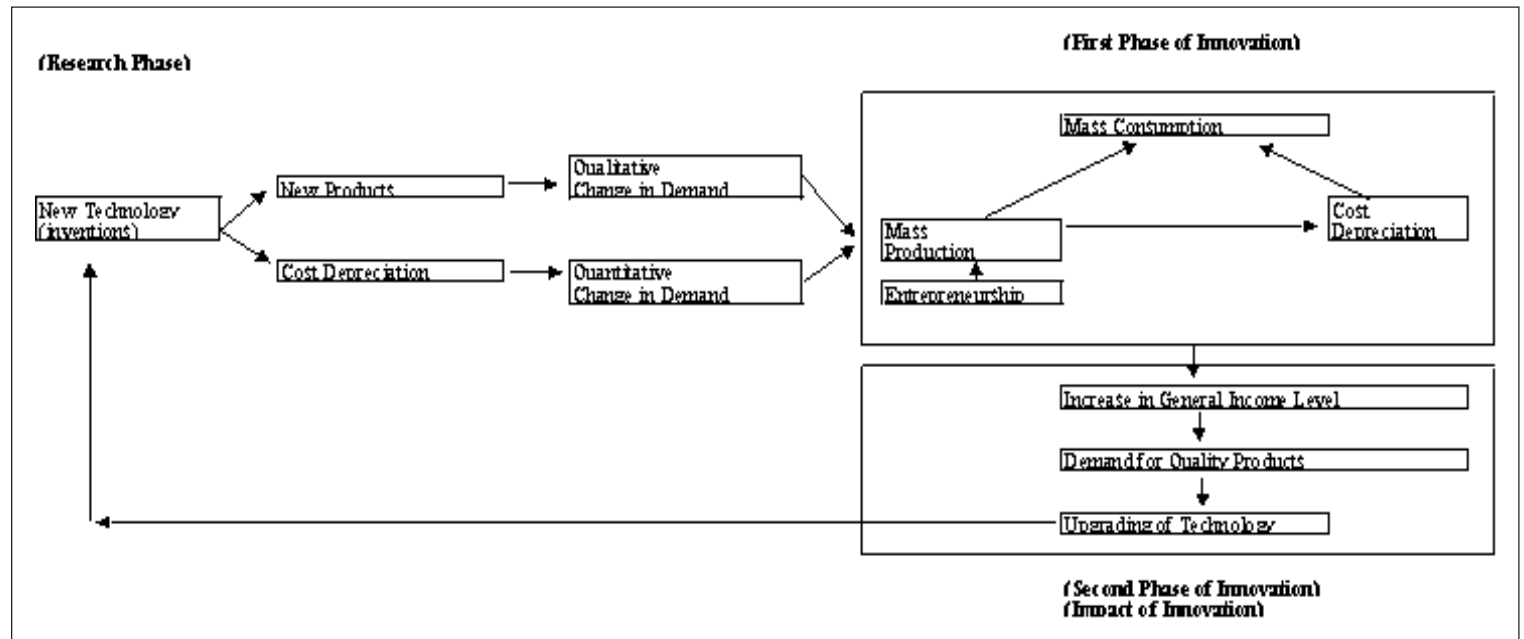 (Research Phase)
(First Phase of Innovation)
Mass Consumption
New Products
Qualitative
Change in Demand
New Technology
(inventions)
Cost
Depreciation
Mass
Production
Cost Depreciation
Quantitative
Change in Demand
Entrepreneurship
Increase in General Income Level
Demand for Quality Products
Upgrading of Technology
(Second Phase of Innovation)
(Impact of Innovation)